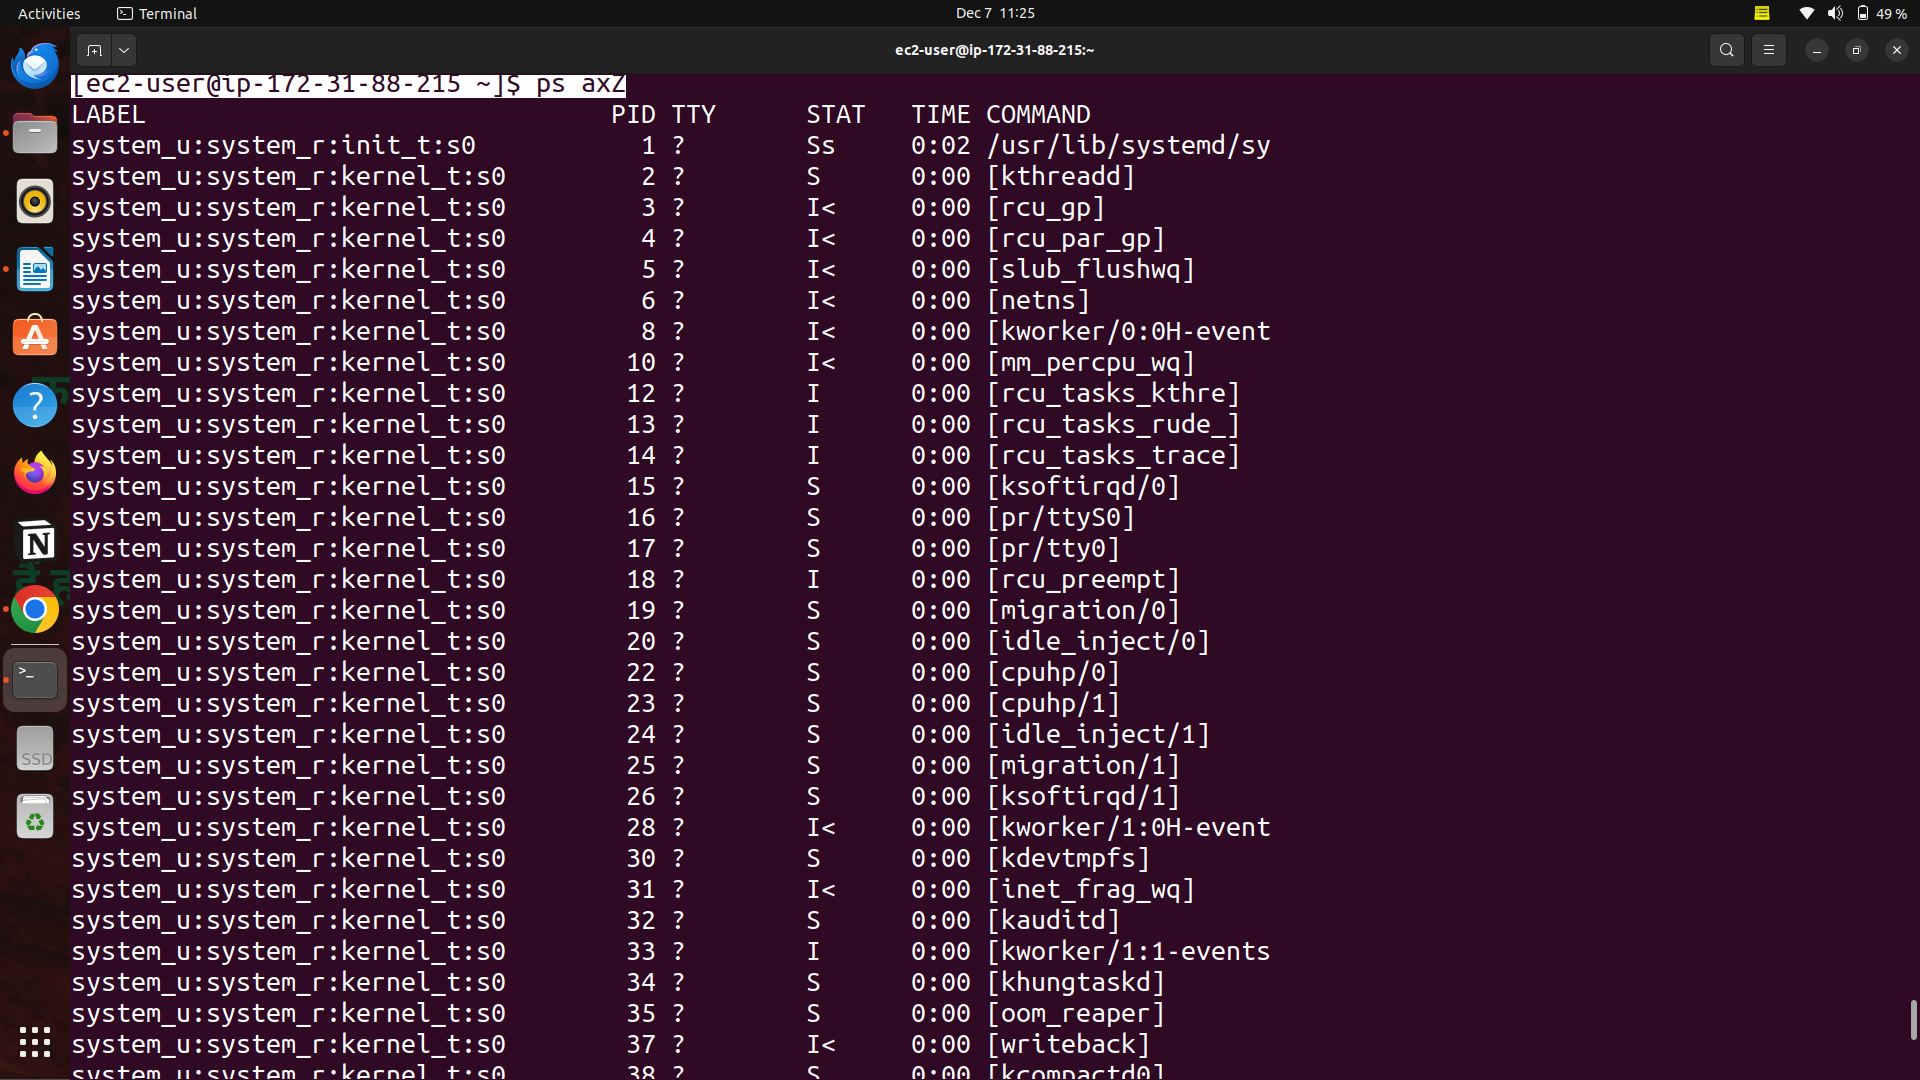 Activities Terminal Dec 7 11:25 49 %
ec2-user@ip-172-31-88-215:~
[ec2-user@ip-172-31-88-215 ~]$ ps axZ
LABEL PID TTY STAT TIME COMMAND
system_u:system_r:init_t:s0 1 ? Ss 0:02 /usr/lib/systemd/sy
system_u:system_r:kernel_t:s0 2 ? S 0:00 [kthreadd]
system_u:system_r:kernel_t:s0 3 ? I< 0:00 [rcu_gp]
system_u:system_r:kernel_t:s0 4 ? I< 0:00 [rcu_par_gp]
system_u:system_r:kernel_t:s0 5 ? I< 0:00 [slub_flushwq]
system_u:system_r:kernel_t:s0 6 ? I< 0:00 [netns]
system_u:system_r:kernel_t:s0 8 ? I< 0:00 [kworker/0:0H-event
system_u:system_r:kernel_t:s0 10 ? I< 0:00 [mm_percpu_wq]
system_u:system_r:kernel_t:s0 12 ? I 0:00 [rcu_tasks_kthre]
system_u:system_r:kernel_t:s0 13 ? I 0:00 [rcu_tasks_rude_]
system_u:system_r:kernel_t:s0 14 ? I 0:00 [rcu_tasks_trace]
system_u:system_r:kernel_t:s0 15 ? S 0:00 [ksoftirqd/0]
system_u:system_r:kernel_t:s0 16 ? S 0:00 [pr/ttyS0]
system_u:system_r:kernel_t:s0 17 ? S 0:00 [pr/tty0]
system_u:system_r:kernel_t:s0 18 ? I 0:00 [rcu_preempt]
system_u:system_r:kernel_t:s0 19 ? S 0:00 [migration/0]
system_u:system_r:kernel_t:s0 20 ? S 0:00 [idle_inject/0]
system_u:system_r:kernel_t:s0 22 ? S 0:00 [cpuhp/0]
system_u:system_r:kernel_t:s0 23 ? S 0:00 [cpuhp/1]
system_u:system_r:kernel_t:s0 24 ? S 0:00 [idle_inject/1]
system_u:system_r:kernel_t:s0 25 ? S 0:00 [migration/1]
system_u:system_r:kernel_t:s0 26 ? S 0:00 [ksoftirqd/1]
system_u:system_r:kernel_t:s0 28 ? I< 0:00 [kworker/1:0H-event
system_u:system_r:kernel_t:s0 30 ? S 0:00 [kdevtmpfs]
system_u:system_r:kernel_t:s0 31 ? I< 0:00 [inet_frag_wq]
system_u:system_r:kernel_t:s0 32 ? S 0:00 [kauditd]
system_u:system_r:kernel_t:s0 33 ? I 0:00 [kworker/1:1-events
system_u:system_r:kernel_t:s0 34 ? S 0:00 [khungtaskd]
system_u:system_r:kernel_t:s0 35 ? S 0:00 [oom_reaper]
system_u:system_r:kernel_t:s0 37 ? I< 0:00 [writeback]
system_u:system_r:kernel_t:s0 38 ? S 0:00 [kcompactd0]
SSD